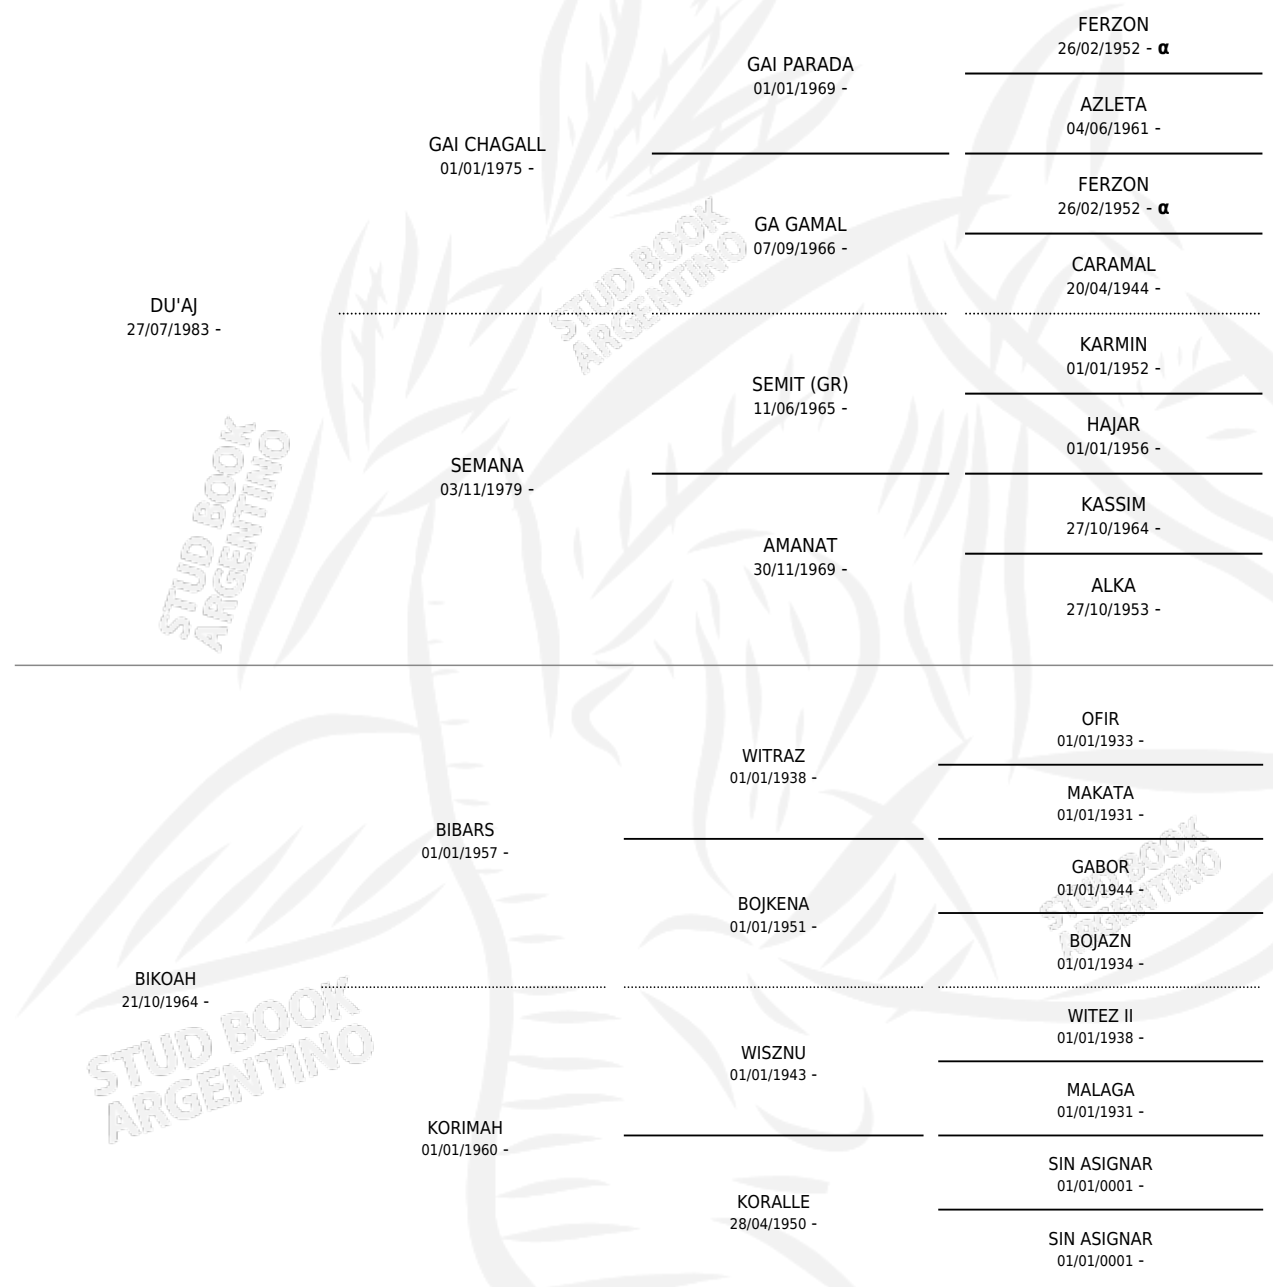 FERZON
26/02/1952 - α
GAI PARADA
01/01/1969 -
AZLETA
04/06/1961 -
GAI CHAGALL
01/01/1975 -
FERZON
26/02/1952 - α
GA GAMAL
07/09/1966 -
CARAMAL
20/04/1944 -
DU'AJ
27/07/1983 -
KARMIN
01/01/1952 -
SEMIT (GR)
11/06/1965 -
HAJAR
01/01/1956 -
SEMANA
03/11/1979 -
KASSIM
27/10/1964 -
AMANAT
30/11/1969 -
ALKA
27/10/1953 -
OFIR
01/01/1933 -
WITRAZ
01/01/1938 -
MAKATA
01/01/1931 -
BIBARS
01/01/1957 -
GABOR
01/01/1944 -
BOJKENA
01/01/1951 -
BOJAZN
01/01/1934 -
BIKOAH
21/10/1964 -
WITEZ II
01/01/1938 -
WISZNU
01/01/1943 -
MALAGA
01/01/1931 -
KORIMAH
01/01/1960 -
SIN ASIGNAR
01/01/0001 -
KORALLE
28/04/1950 -
SIN ASIGNAR
01/01/0001 -
STUD BOOK
ARGENTINO
STUD BOOK
ARGENTINO
STUD BOOK
ARGENTINO
STUD BOOK
ARGENTINO